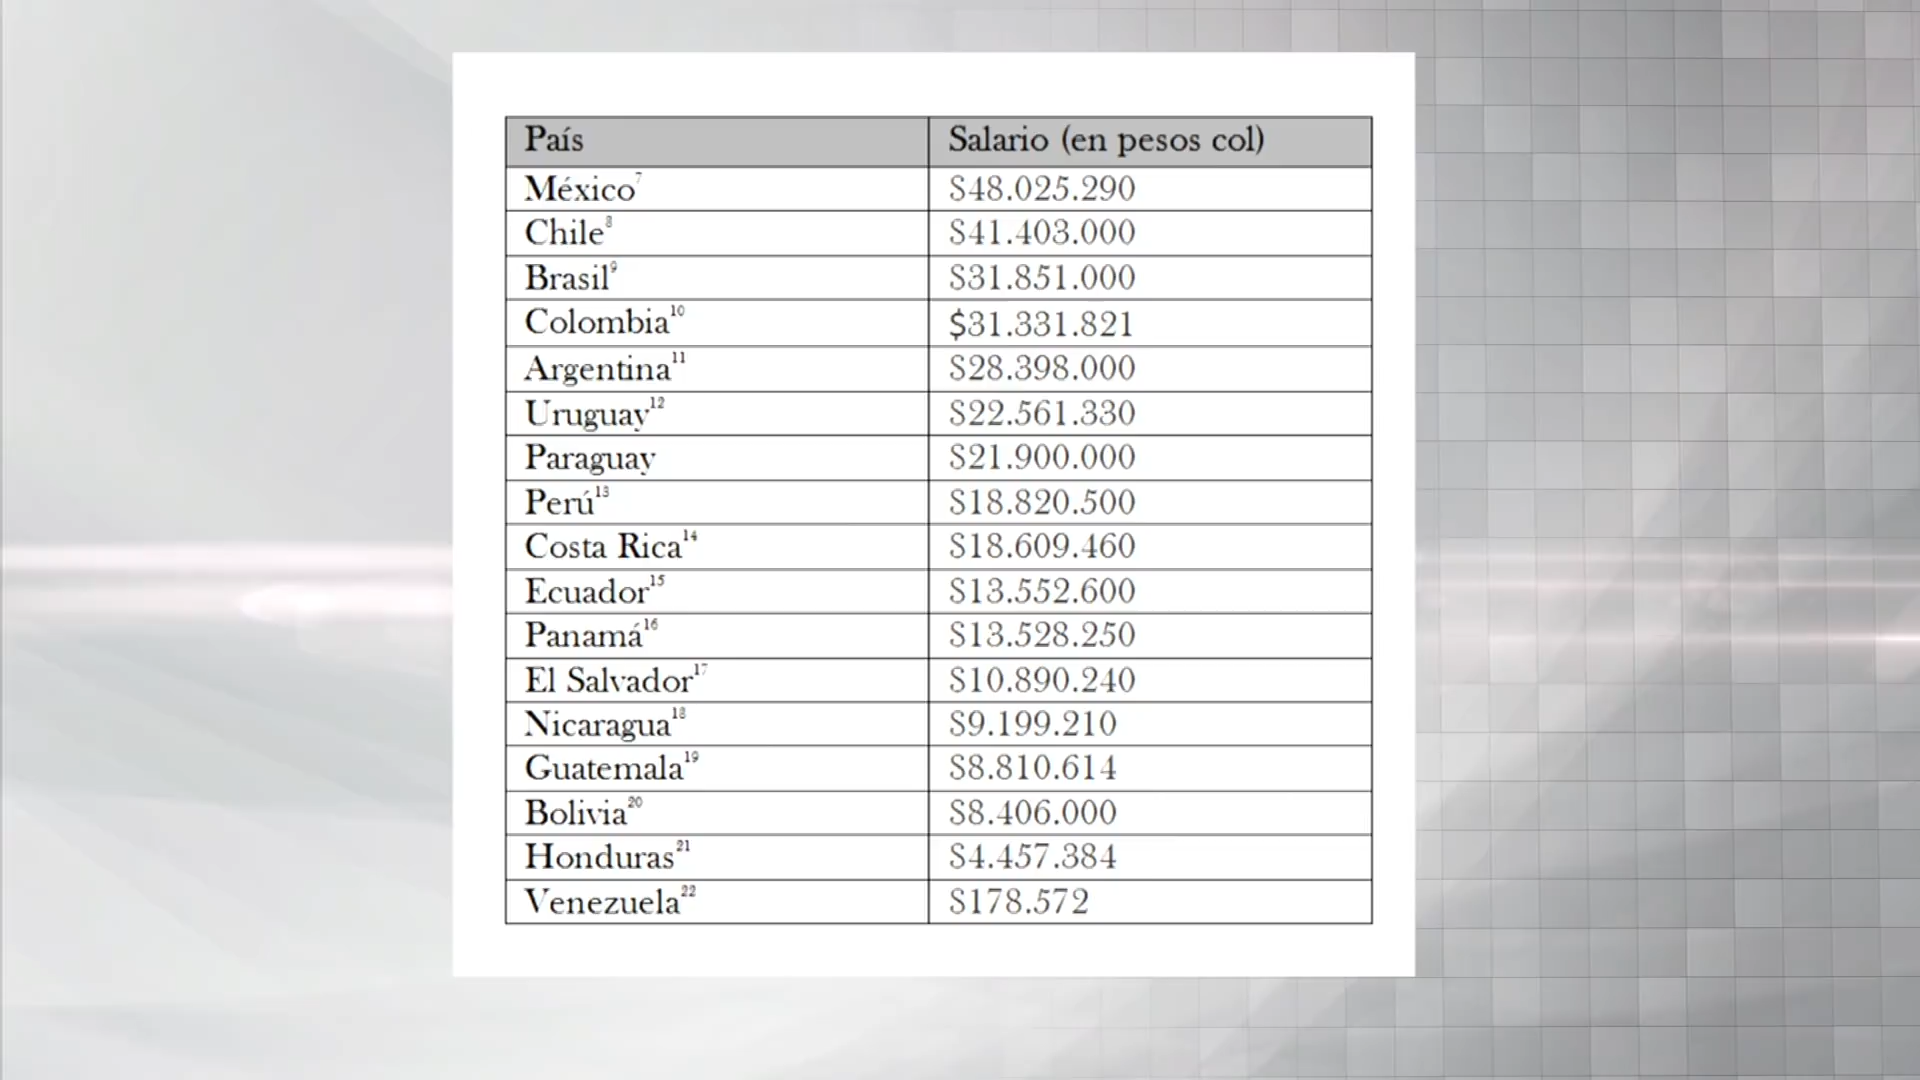 País Salario (en pesos col)
México⁷ $48.025.290
Chile⁸ $41.403.000
Brasil⁹ $31.851.000
Colombia¹⁰ $31.331.821
Argentina¹¹ $28.398.000
Uruguay¹² $22.561.330
Paraguay $21.900.000
Perú¹³ $18.820.500
Costa Rica¹⁴ $18.609.460
Ecuador¹⁵ $13.552.600
Panamá¹⁶ $13.528.250
El Salvador¹⁷ $10.890.240
Nicaragua¹⁸ $9.199.210
Guatemala¹⁹ $8.810.614
Bolivia²⁰ $8.406.000
Honduras²¹ $4.457.384
Venezuela²² $178.572